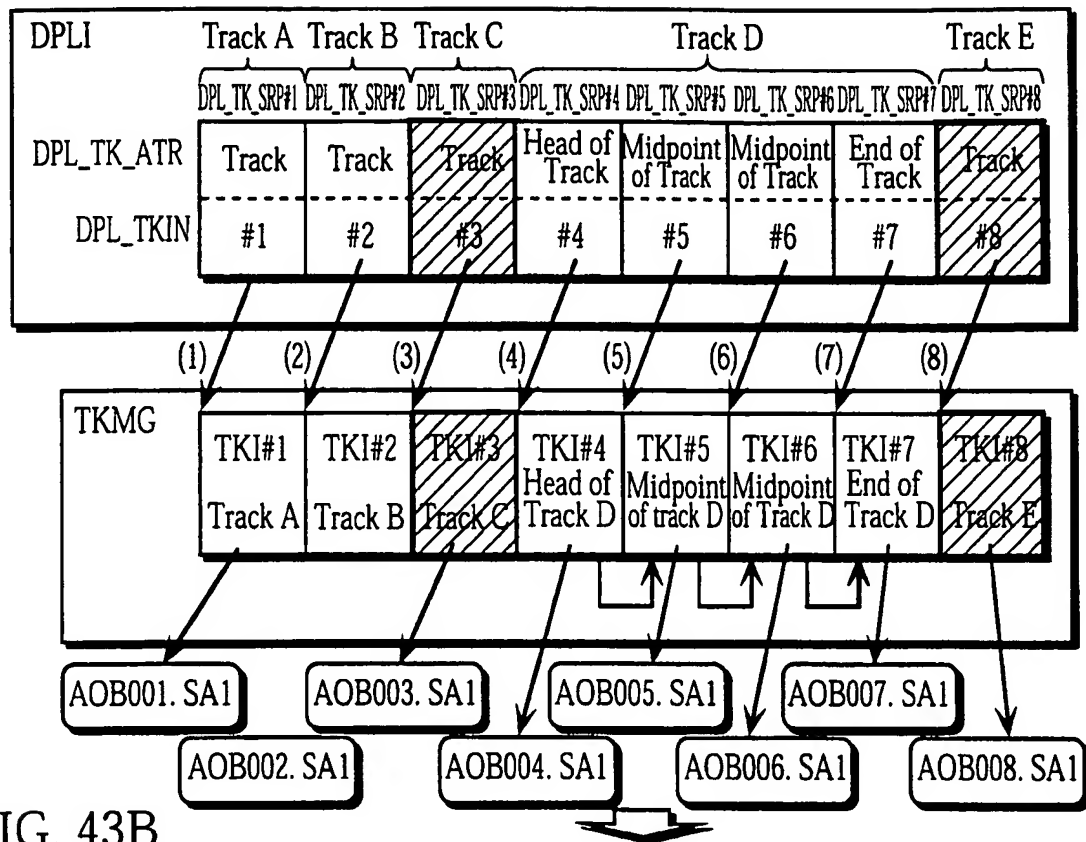 DPLI Track A Track B Track C Track D Track E
DPL_TK_SRP#1 DPL_TK_SRP#2 DPL_TK_SRP#3 DPL_TK_SRP#4 DPL_TK_SRP#5 DPL_TK_SRP#6 DPL_TK_SRP#7 DPL_TK_SRP#8
DPL_TK_ATR Track Track Track Head of Track Midpoint of Track Midpoint of Track End of Track Track
DPL_TKIN #1 #2 #3 #4 #5 #6 #7 #8
(1) (2) (3) (4) (5) (6) (7) (8)
TKMG
TKI#1 TKI#2 TKI#3 TKI#4 TKI#5 TKI#6 TKI#7 TKI#8
Track A Track B Track C Head of Track D Midpoint of track D Midpoint of Track D End of Track D Track E
AOB001. SA1 AOB003. SA1 AOB005. SA1 AOB007. SA1
AOB002. SA1 AOB004. SA1 AOB006. SA1 AOB008. SA1
IG. 43B